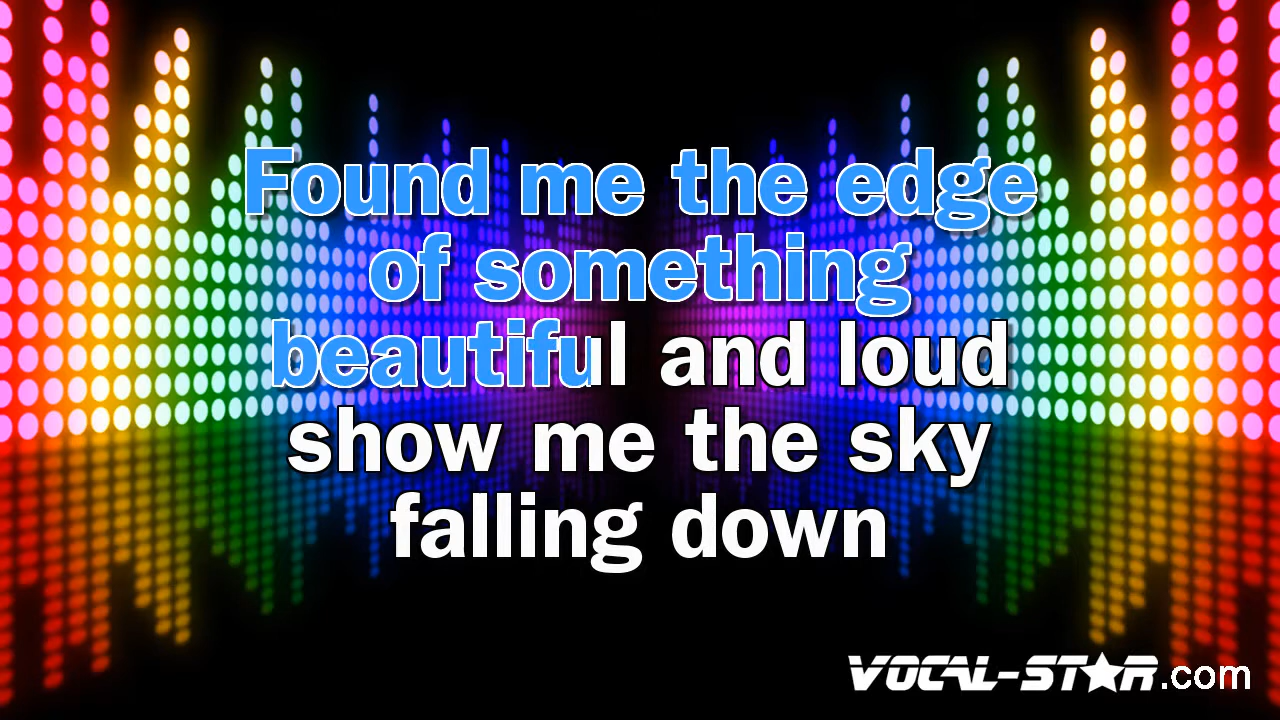 Found me the edge
of something
beautiful and loud
show me the sky
falling down
VOCAL-STAR.com